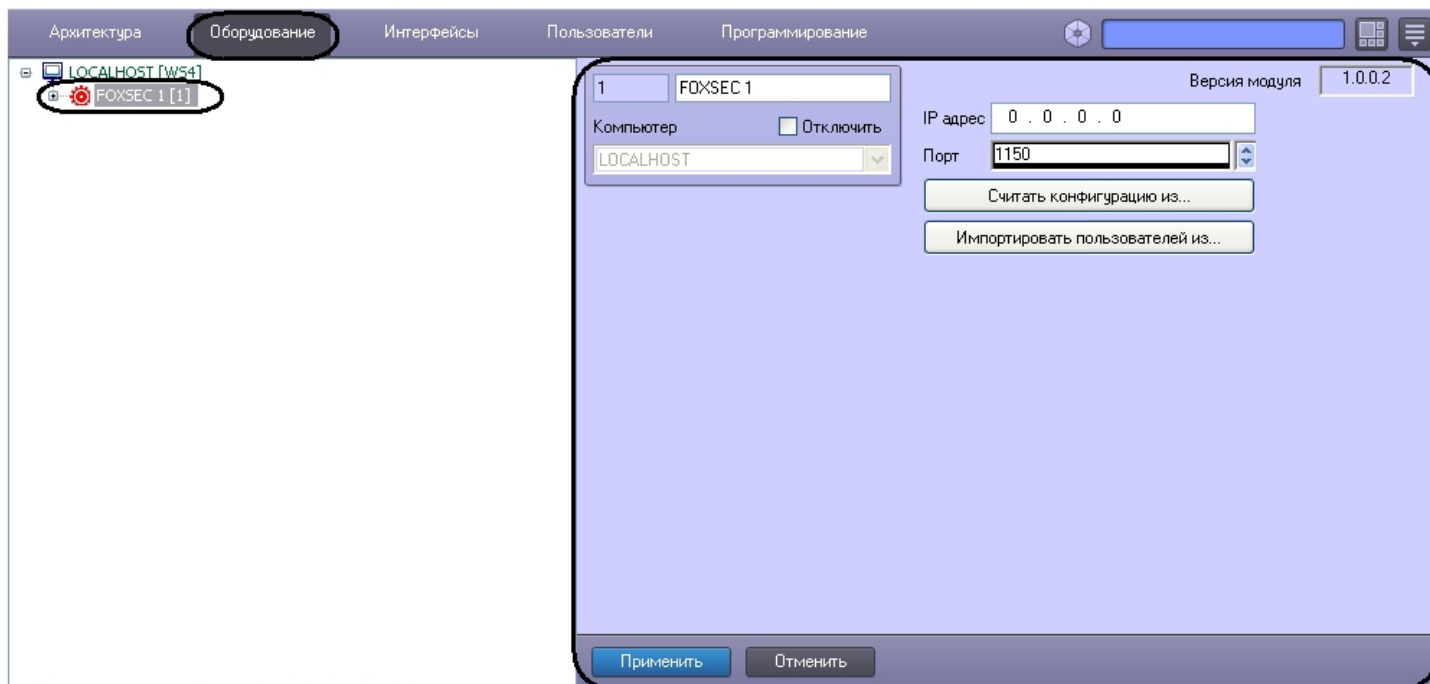 Архитектура Оборудование Интерфейсы Пользователи Программирование
LOCALHOST [WS4]
FOXSEC 1 [1]
1 FOXSEC 1
Версия модуля 1.0.0.2
Компьютер Отключить
IP адрес 0 . 0 . 0 . 0
LOCALHOST
Порт 1150
Считать конфигурацию из...
Импортировать пользователей из...
Применить Отменить